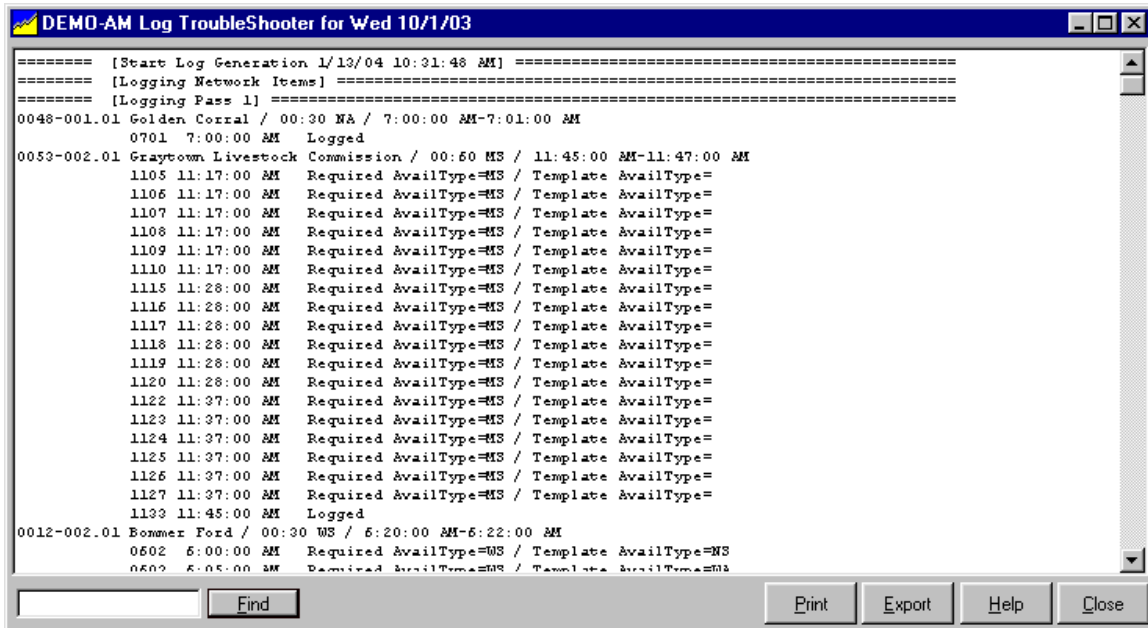 DEMO-AM Log TroubleShooter for Wed 10/1/03
======== [Start Log Generation 1/13/04 10:31:48 AM] ===============================================
======== [Logging Network Items] ==================================================================
======== [Logging Pass 1] =========================================================================
0048-001.01 Golden Corral / 00:30 NA / 7:00:00 AM-7:01:00 AM
0701 7:00:00 AM Logged
0053-002.01 Graytown Livestock Commission / 00:60 MS / 11:45:00 AM-11:47:00 AM
1105 11:17:00 AM Required AvailType=MS / Template AvailType=
1106 11:17:00 AM Required AvailType=MS / Template AvailType=
1107 11:17:00 AM Required AvailType=MS / Template AvailType=
1108 11:17:00 AM Required AvailType=MS / Template AvailType=
1109 11:17:00 AM Required AvailType=MS / Template AvailType=
1110 11:17:00 AM Required AvailType=MS / Template AvailType=
1115 11:28:00 AM Required AvailType=MS / Template AvailType=
1116 11:28:00 AM Required AvailType=MS / Template AvailType=
1117 11:28:00 AM Required AvailType=MS / Template AvailType=
1118 11:28:00 AM Required AvailType=MS / Template AvailType=
1119 11:28:00 AM Required AvailType=MS / Template AvailType=
1120 11:28:00 AM Required AvailType=MS / Template AvailType=
1122 11:37:00 AM Required AvailType=MS / Template AvailType=
1123 11:37:00 AM Required AvailType=MS / Template AvailType=
1124 11:37:00 AM Required AvailType=MS / Template AvailType=
1125 11:37:00 AM Required AvailType=MS / Template AvailType=
1126 11:37:00 AM Required AvailType=MS / Template AvailType=
1127 11:37:00 AM Required AvailType=MS / Template AvailType=
1133 11:45:00 AM Logged
0012-002.01 Bommer Ford / 00:30 WS / 6:20:00 AM-6:22:00 AM
0602 6:00:00 AM Required AvailType=WS / Template AvailType=NS
0603 6:05:00 AM Required AvailType=WS / Template AvailType=WA
Find Print Export Help Close